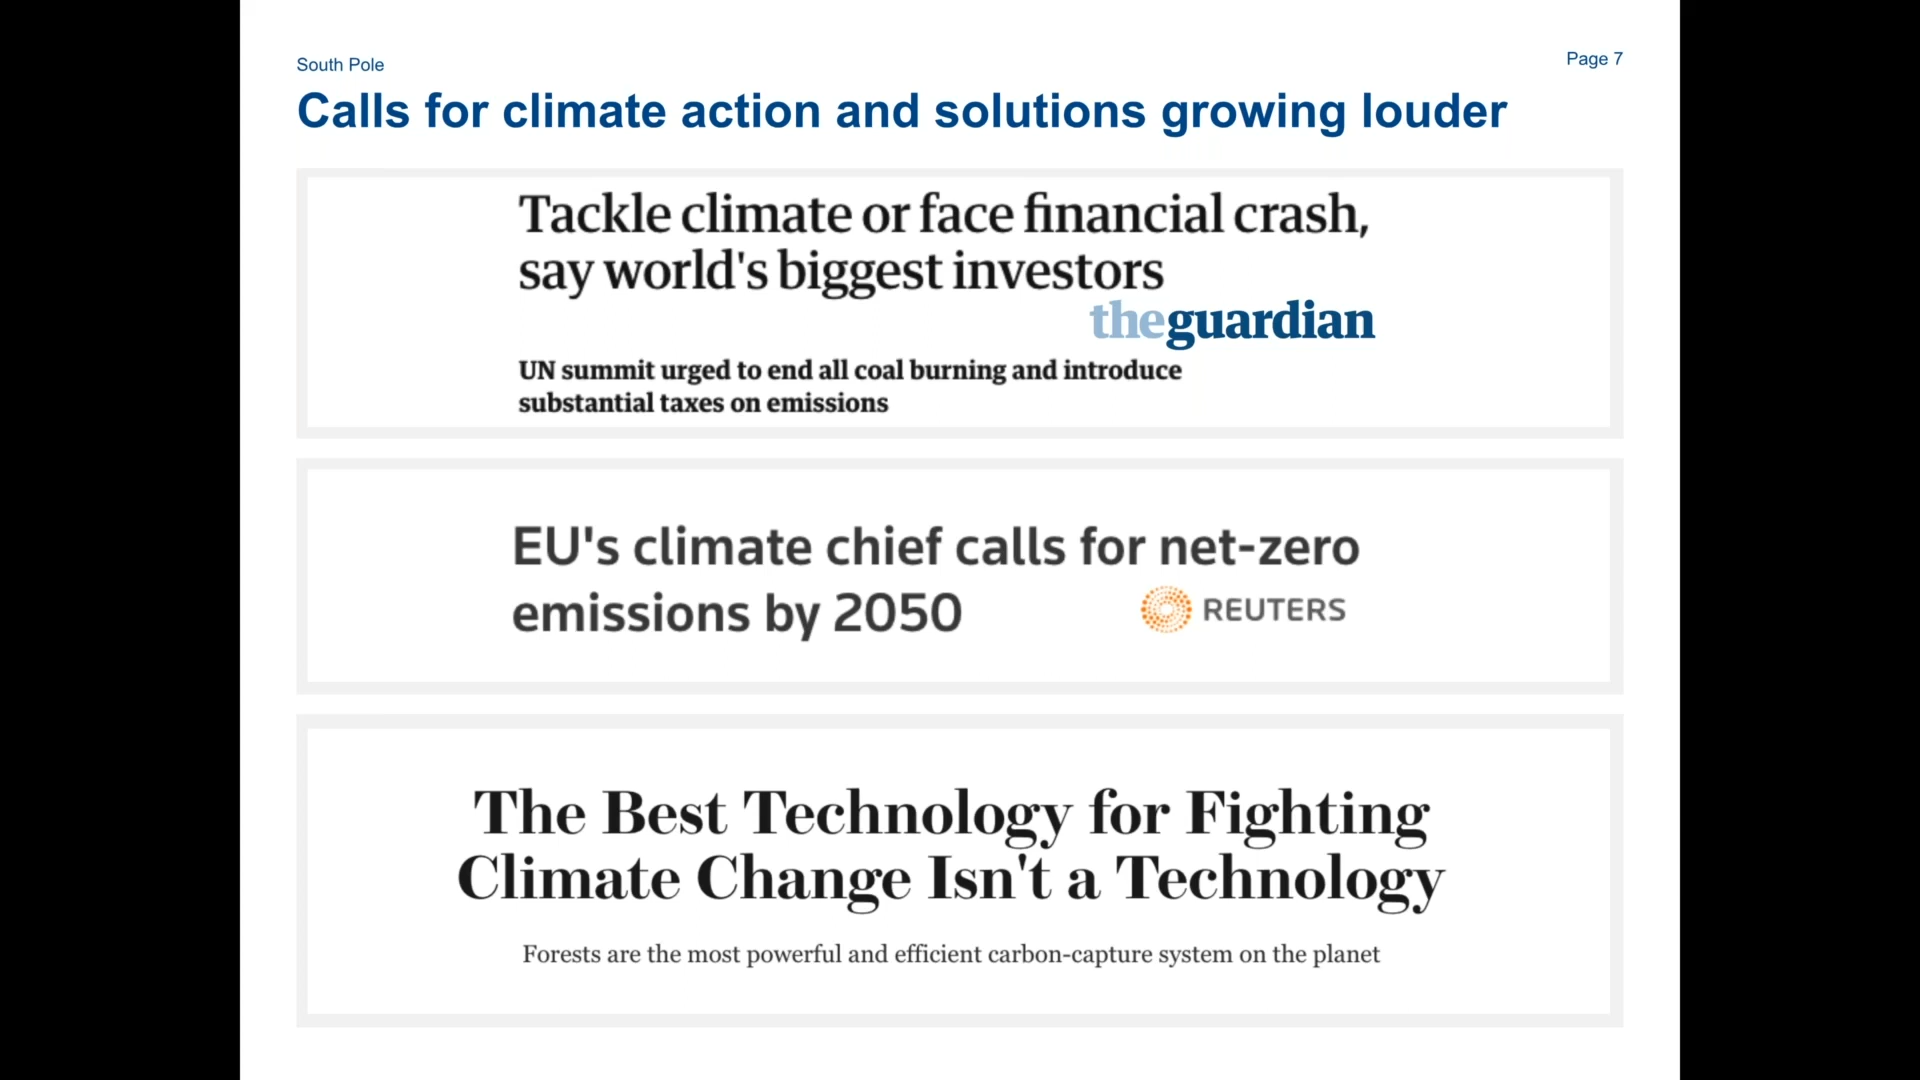 South Pole
Page 7
Calls for climate action and solutions growing louder
Tackle climate or face financial crash,
say world's biggest investors
theguardian
UN summit urged to end all coal burning and introduce
substantial taxes on emissions
EU's climate chief calls for net-zero
emissions by 2050
REUTERS
The Best Technology for Fighting
Climate Change Isn't a Technology
Forests are the most powerful and efficient carbon-capture system on the planet